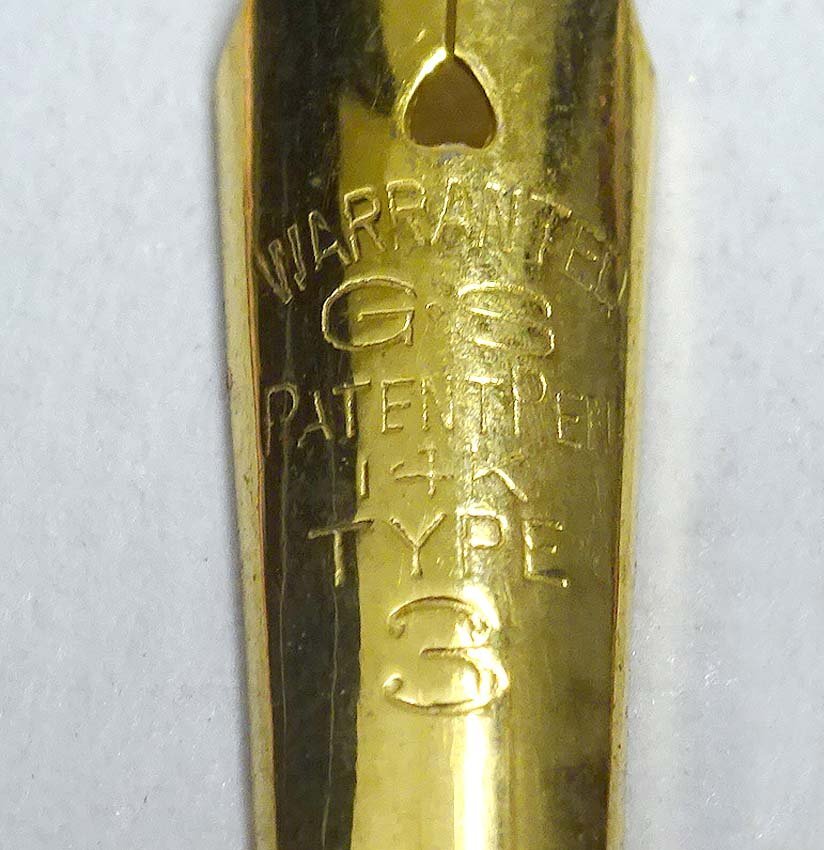 WARRANTED
G·S
PATENT PEN
14K
TYPE
3